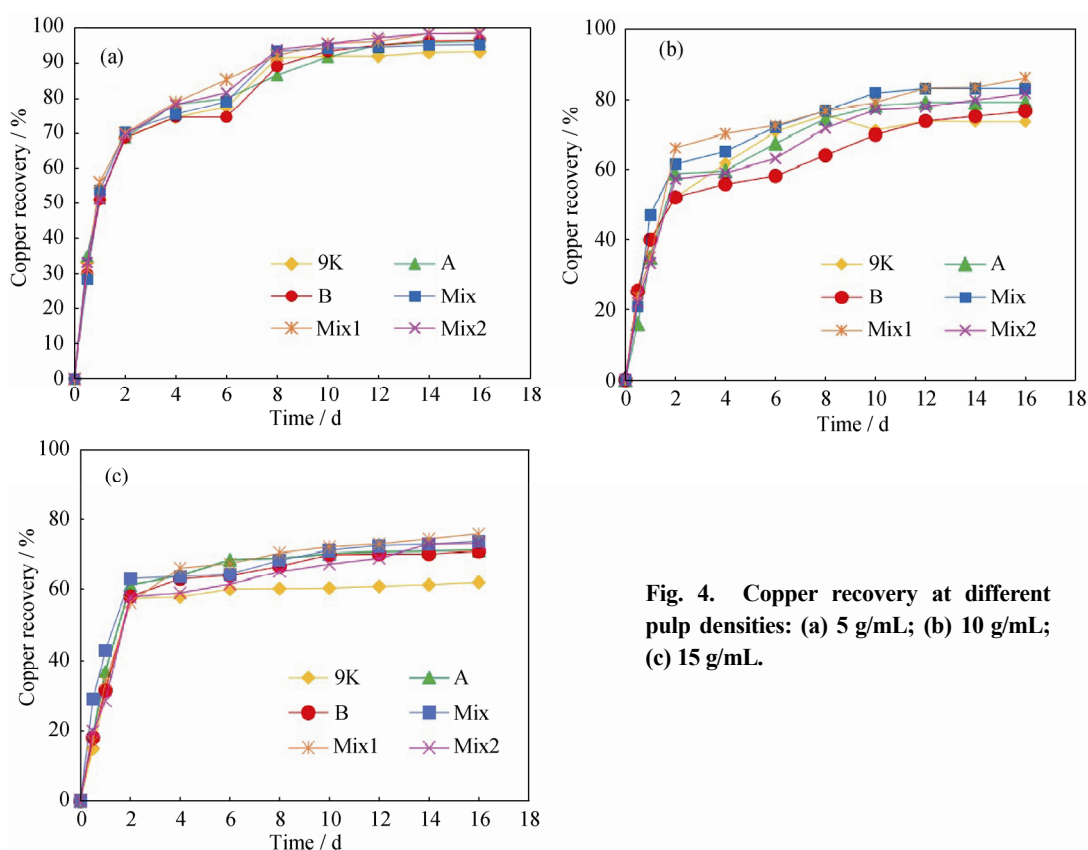 100
90
80
70
60
50
40
30
20
10
0
Copper recovery / %
(a)
9K A
B Mix
Mix1 Mix2
0 2 4 6 8 10 12 14 16 18
Time / d
100
80
60
40
20
0
Copper recovery / %
(b)
9K A
B Mix
Mix1 Mix2
0 2 4 6 8 10 12 14 16 18
Time / d
100
80
60
40
20
0
Copper recovery / %
(c)
9K A
B Mix
Mix1 Mix2
0 2 4 6 8 10 12 14 16 18
Time / d
Fig. 4. Copper recovery at different
pulp densities: (a) 5 g/mL; (b) 10 g/mL;
(c) 15 g/mL.